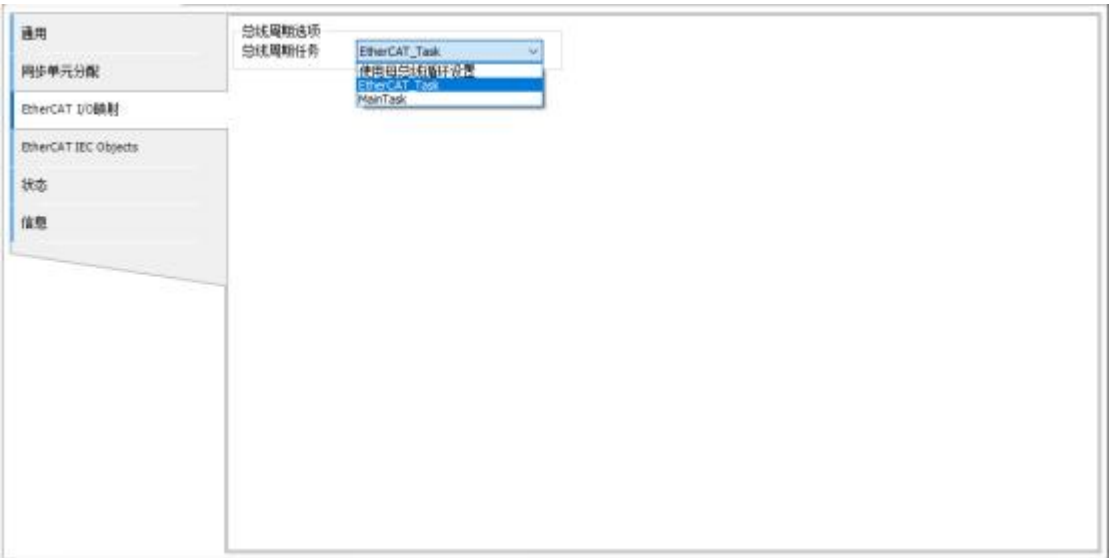 通用
同步单元分配
EtherCAT I/O映射
EtherCAT IEC Objects
状态
信息
总线周期选项
总线周期任务
EtherCAT_Task
使用母总线循环设置
EtherCAT_Task
MainTask